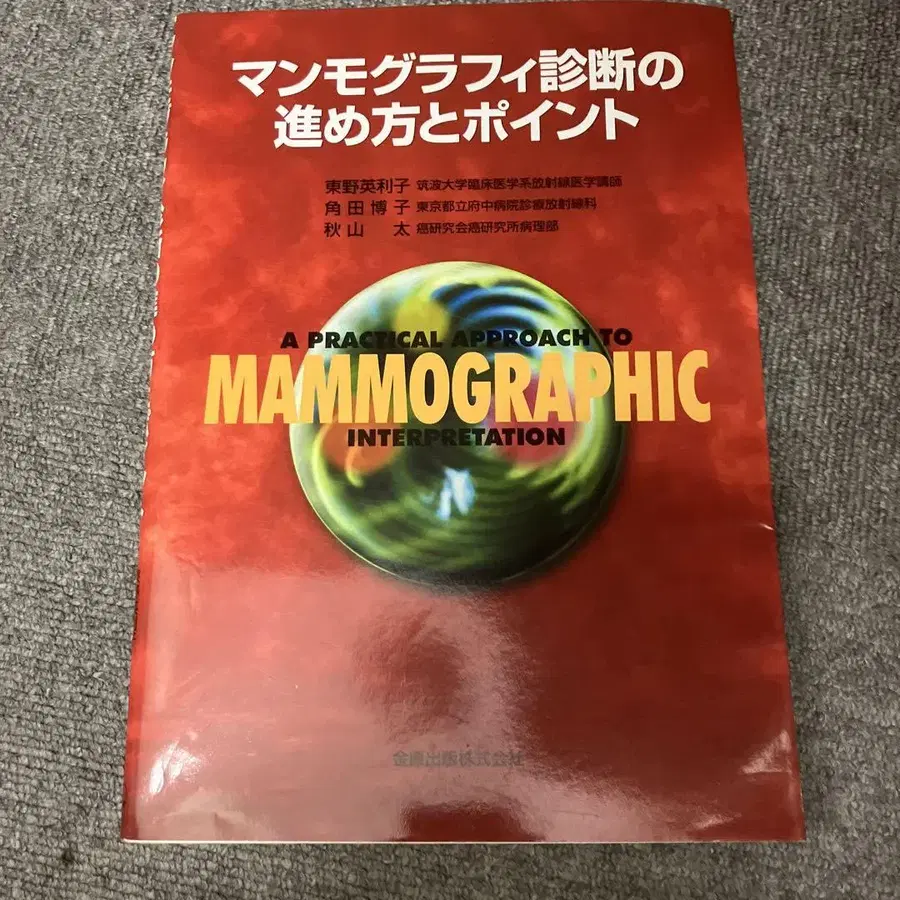 マンモグラフィ診断の
進め方とポイント
東野英利子 筑波大学臨床医学系放射線医学講師
角田博子 東京都立府中病院診療放射線科
秋山 太 癌研究会癌研究所病理部
A PRACTICAL APPROACH TO
MAMMOGRAPHIC
INTERPRETATION
金原出版株式会社